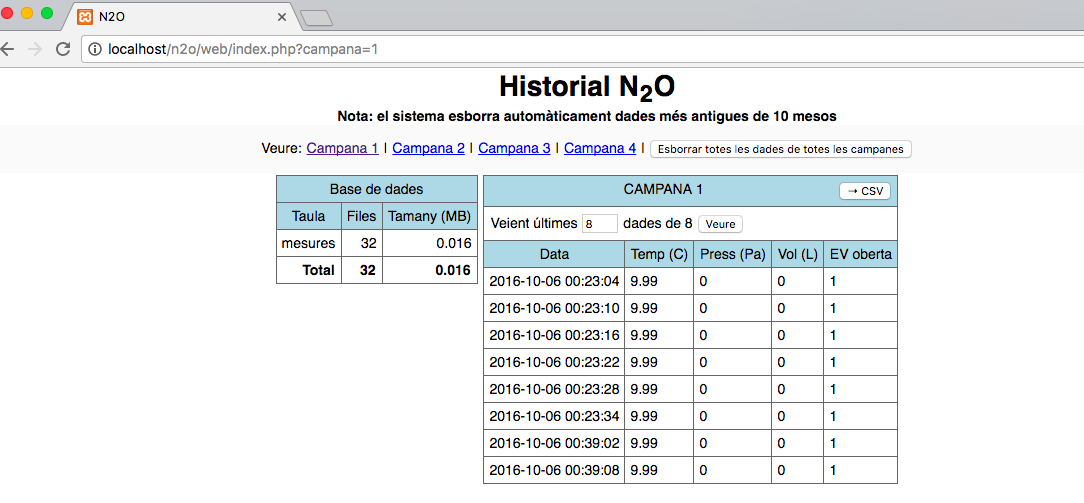 N2O
localhost/n2o/web/index.php?campana=1
Historial N₂O
Nota: el sistema esborra automàticament dades més antigues de 10 mesos
Veure: Campana 1 | Campana 2 | Campana 3 | Campana 4 | Esborrar totes les dades de totes les campanes
Base de dades
Taula Files Tamany (MB)
mesures 32 0.016
Total 32 0.016
CAMPANA 1 → CSV
Veient últimes 8 dades de 8 Veure
Data Temp (C) Press (Pa) Vol (L) EV oberta
2016-10-06 00:23:04 9.99 0 0 1
2016-10-06 00:23:10 9.99 0 0 1
2016-10-06 00:23:16 9.99 0 0 1
2016-10-06 00:23:22 9.99 0 0 1
2016-10-06 00:23:28 9.99 0 0 1
2016-10-06 00:23:34 9.99 0 0 1
2016-10-06 00:39:02 9.99 0 0 1
2016-10-06 00:39:08 9.99 0 0 1